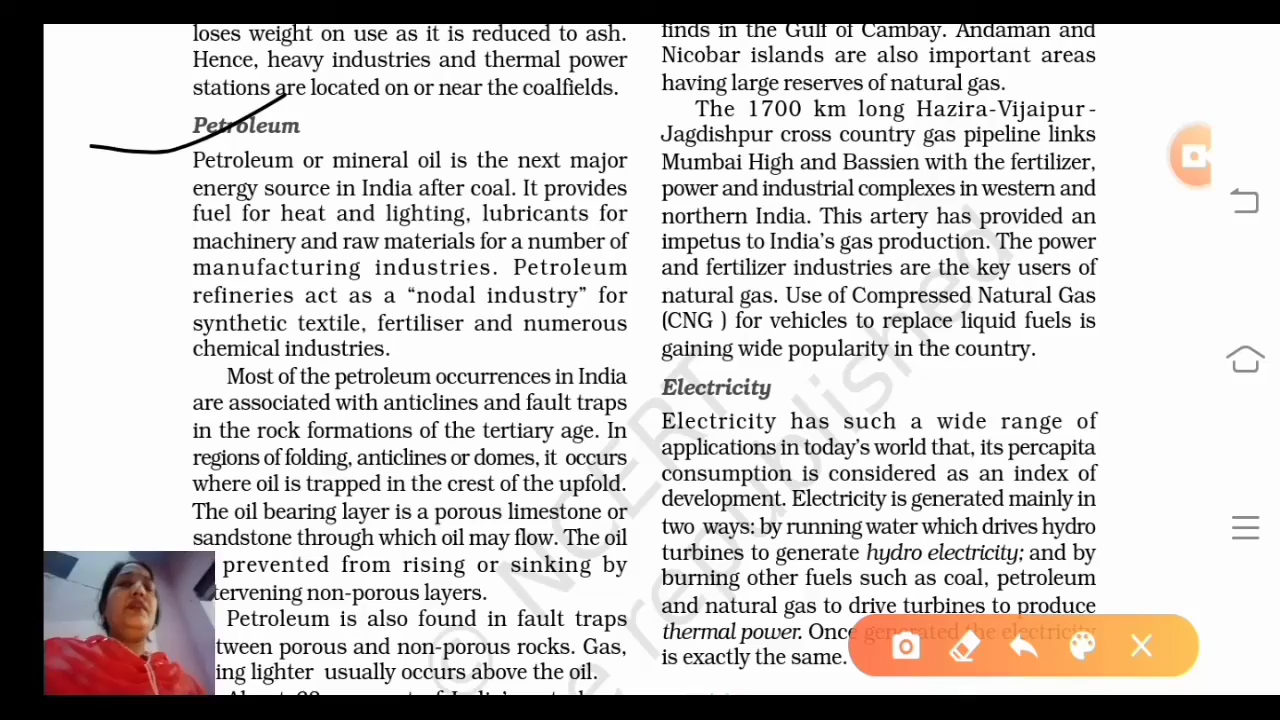 loses weight on use as it is reduced to ash.
Hence, heavy industries and thermal power
stations are located on or near the coalfields.
Petroleum
Petroleum or mineral oil is the next major
energy source in India after coal. It provides
fuel for heat and lighting, lubricants for
machinery and raw materials for a number of
manufacturing industries. Petroleum
refineries act as a “nodal industry” for
synthetic textile, fertiliser and numerous
chemical industries.
Most of the petroleum occurrences in India
are associated with anticlines and fault traps
in the rock formations of the tertiary age. In
regions of folding, anticlines or domes, it occurs
where oil is trapped in the crest of the upfold.
The oil bearing layer is a porous limestone or
sandstone through which oil may flow. The oil
prevented from rising or sinking by
tervening non-porous layers.
Petroleum is also found in fault traps
tween porous and non-porous rocks. Gas,
ing lighter usually occurs above the oil.
finds in the Gulf of Cambay. Andaman and
Nicobar islands are also important areas
having large reserves of natural gas.
The 1700 km long Hazira-Vijaipur-
Jagdishpur cross country gas pipeline links
Mumbai High and Bassien with the fertilizer,
power and industrial complexes in western and
northern India. This artery has provided an
impetus to India’s gas production. The power
and fertilizer industries are the key users of
natural gas. Use of Compressed Natural Gas
(CNG ) for vehicles to replace liquid fuels is
gaining wide popularity in the country.
Electricity
Electricity has such a wide range of
applications in today’s world that, its percapita
consumption is considered as an index of
development. Electricity is generated mainly in
two ways: by running water which drives hydro
turbines to generate hydro electricity; and by
burning other fuels such as coal, petroleum
and natural gas to drive turbines to produce
thermal power. Once generated the electricity
is exactly the same.
© NCERT
e republished